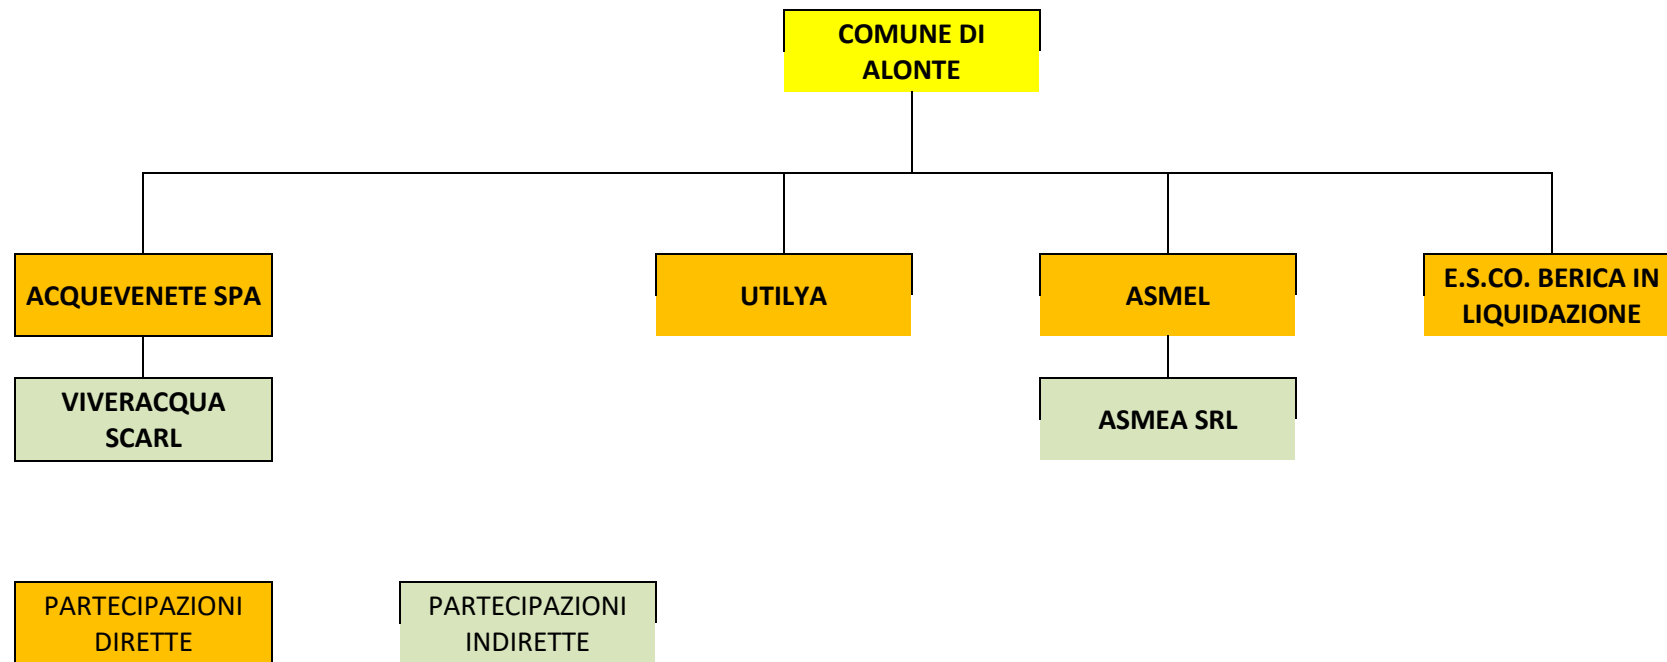 COMUNE DI
ALONTE
ACQUEVENETE SPA
UTILYA
ASMEL
E.S.CO. BERICA IN
LIQUIDAZIONE
VIVERACQUA
SCARL
ASMEA SRL
PARTECIPAZIONI
DIRETTE
PARTECIPAZIONI
INDIRETTE